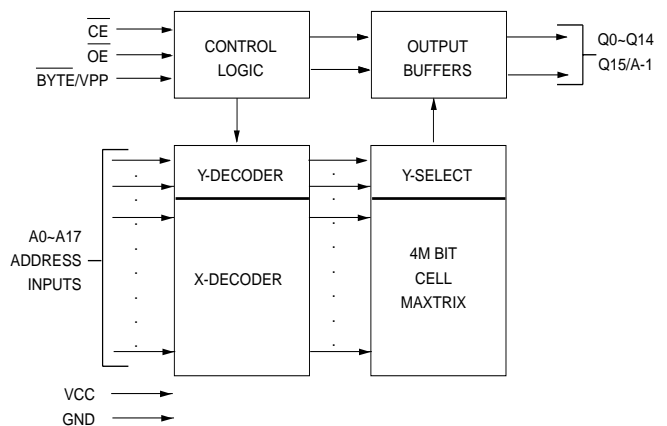 CE
OE
BYTE/VPP
CONTROL
LOGIC
OUTPUT
BUFFERS
Q0~Q14
Q15/A-1
A0~A17
ADDRESS
INPUTS
Y-DECODER
X-DECODER
Y-SELECT
4M BIT
CELL
MAXTRIX
VCC
GND